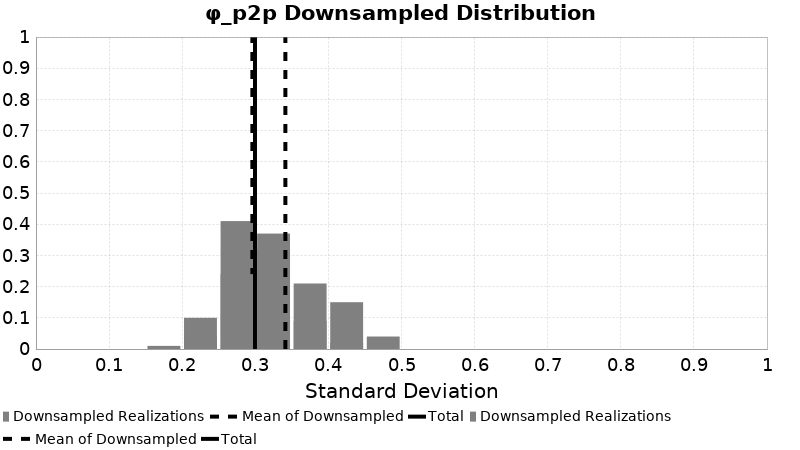 φ_p2p Downsampled Distribution
1
0.9
0.8
0.7
0.6
0.5
0.4
0.3
0.2
0.1
0
0 0.1 0.2 0.3 0.4 0.5 0.6 0.7 0.8 0.9 1
Standard Deviation
Downsampled Realizations Mean of Downsampled Total Downsampled Realizations
Mean of Downsampled Total